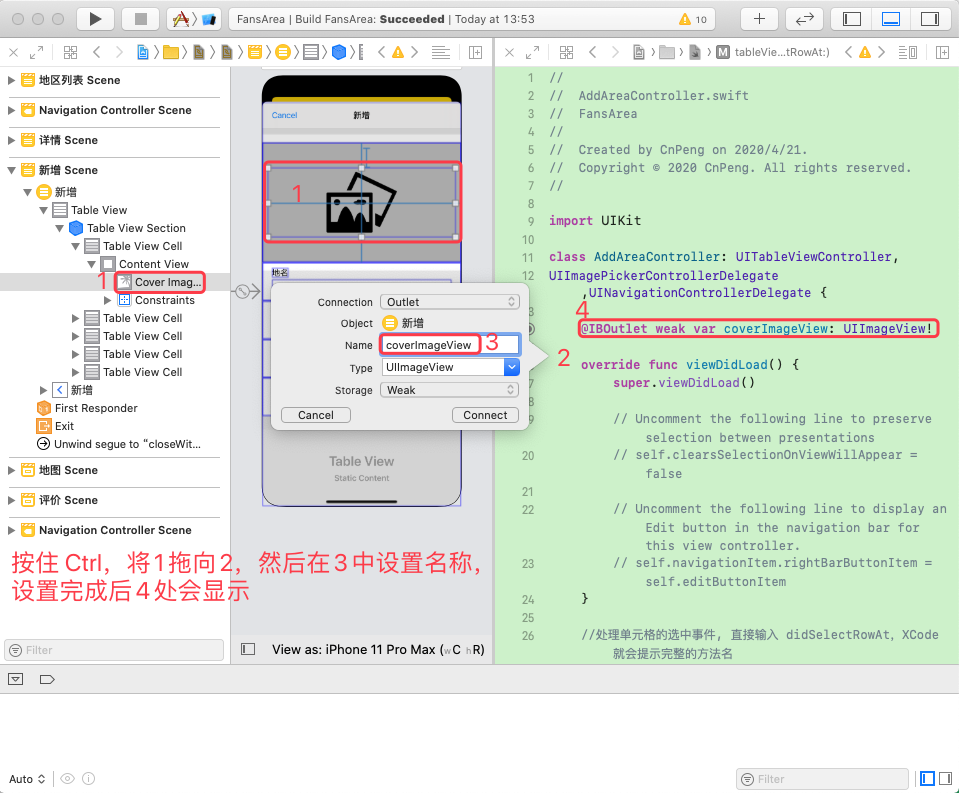 FansArea | Build FansArea: Succeeded | Today at 13:53
10
tableVie...tRowAt:)
地区列表 Scene
Navigation Controller Scene
详情 Scene
新增 Scene
新增
Table View
Table View Section
Table View Cell
Content View
1
Cover Imag...
Constraints
Table View Cell
Table View Cell
Table View Cell
Table View Cell
新增
First Responder
Exit
Unwind segue to “closeWit...
地图 Scene
评价 Scene
Navigation Controller Scene
按住 Ctrl，将1拖向2，然后在3中设置名称，
设置完成后4处会显示
Filter
Cancel
新增
1
地名
Connection
Outlet
Object
新增
Name
coverImageView
3
Type
UIImageView
Storage
Weak
Cancel
Connect
2
Table View
Static Content
View as: iPhone 11 Pro Max (wC hR)
1 //
2 //  AddAreaController.swift
3 //  FansArea
4 //
5 //  Created by CnPeng on 2020/4/21.
6 //  Copyright © 2020 CnPeng. All rights reserved.
7 //
8
9 import UIKit
10
11 class AddAreaController: UITableViewController,
12 UIImagePickerControllerDelegate
,UINavigationControllerDelegate {
4
@IBOutlet weak var coverImageView: UIImageView!
override func viewDidLoad() {
super.viewDidLoad()
// Uncomment the following line to preserve
selection between presentations
20 // self.clearsSelectionOnViewWillAppear =
false
21
22 // Uncomment the following line to display an
Edit button in the navigation bar for
this view controller.
23 // self.navigationItem.rightBarButtonItem =
self.editButtonItem
24 }
25
26 //处理单元格的选中事件, 直接输入 didSelectRowAt, XCode
就会提示完整的方法名
Auto
Filter